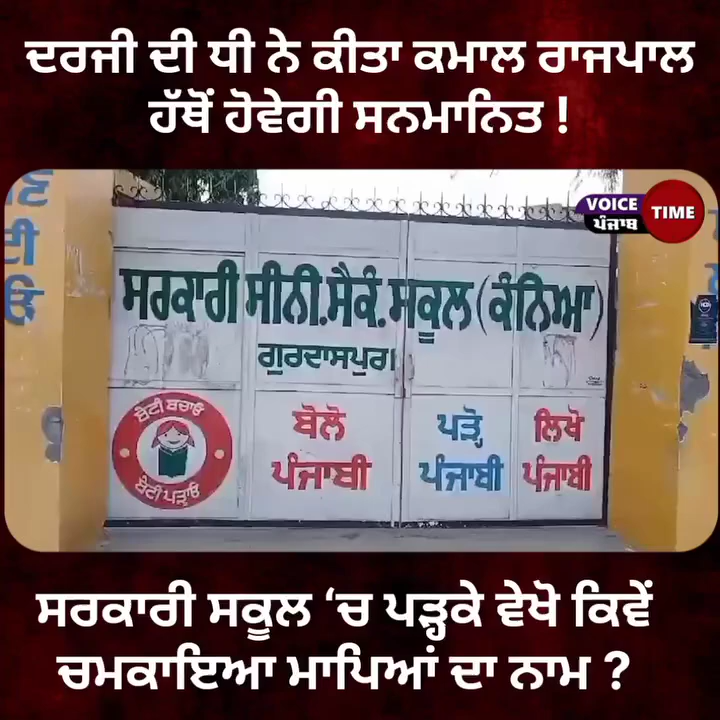 ਦਰਜੀ ਦੀ ਧੀ ਨੇ ਕੀਤਾ ਕਮਾਲ ਰਾਜਪਾਲ
ਹੱਥੋਂ ਹੋਵੇਗੀ ਸਨਮਾਨਿਤ !
VOICE
ਪੰਜਾਬ
TIME
ਸਰਕਾਰੀ ਸੀਨੀ.ਸੈਕੰ.ਸਕੂਲ (ਕੰਨਿਆ)
ਗੁਰਦਾਸਪੁਰ।
ਬੇਟੀ ਬਚਾਓ
ਬੇਟੀ ਪੜ੍ਹਾਓ
ਬੋਲੋ
ਪੰਜਾਬੀ
ਪੜ੍ਹੋ
ਪੰਜਾਬੀ
ਲਿਖੋ
ਪੰਜਾਬੀ
ਸਰਕਾਰੀ ਸਕੂਲ ‘ਚ ਪੜ੍ਹਕੇ ਵੇਖੋ ਕਿਵੇਂ
ਚਮਕਾਇਆ ਮਾਪਿਆਂ ਦਾ ਨਾਮ ?